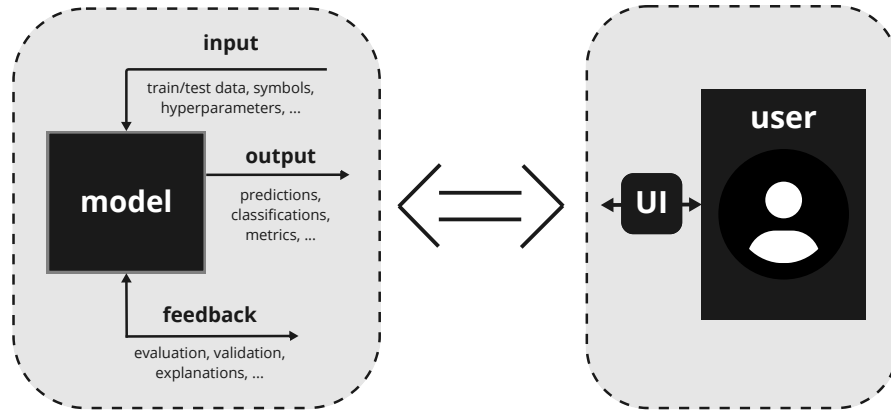 input
train/test data, symbols,
hyperparameters, ...
model
output
predictions,
classifications,
metrics, ...
feedback
evaluation, validation,
explanations, ...
UI
user